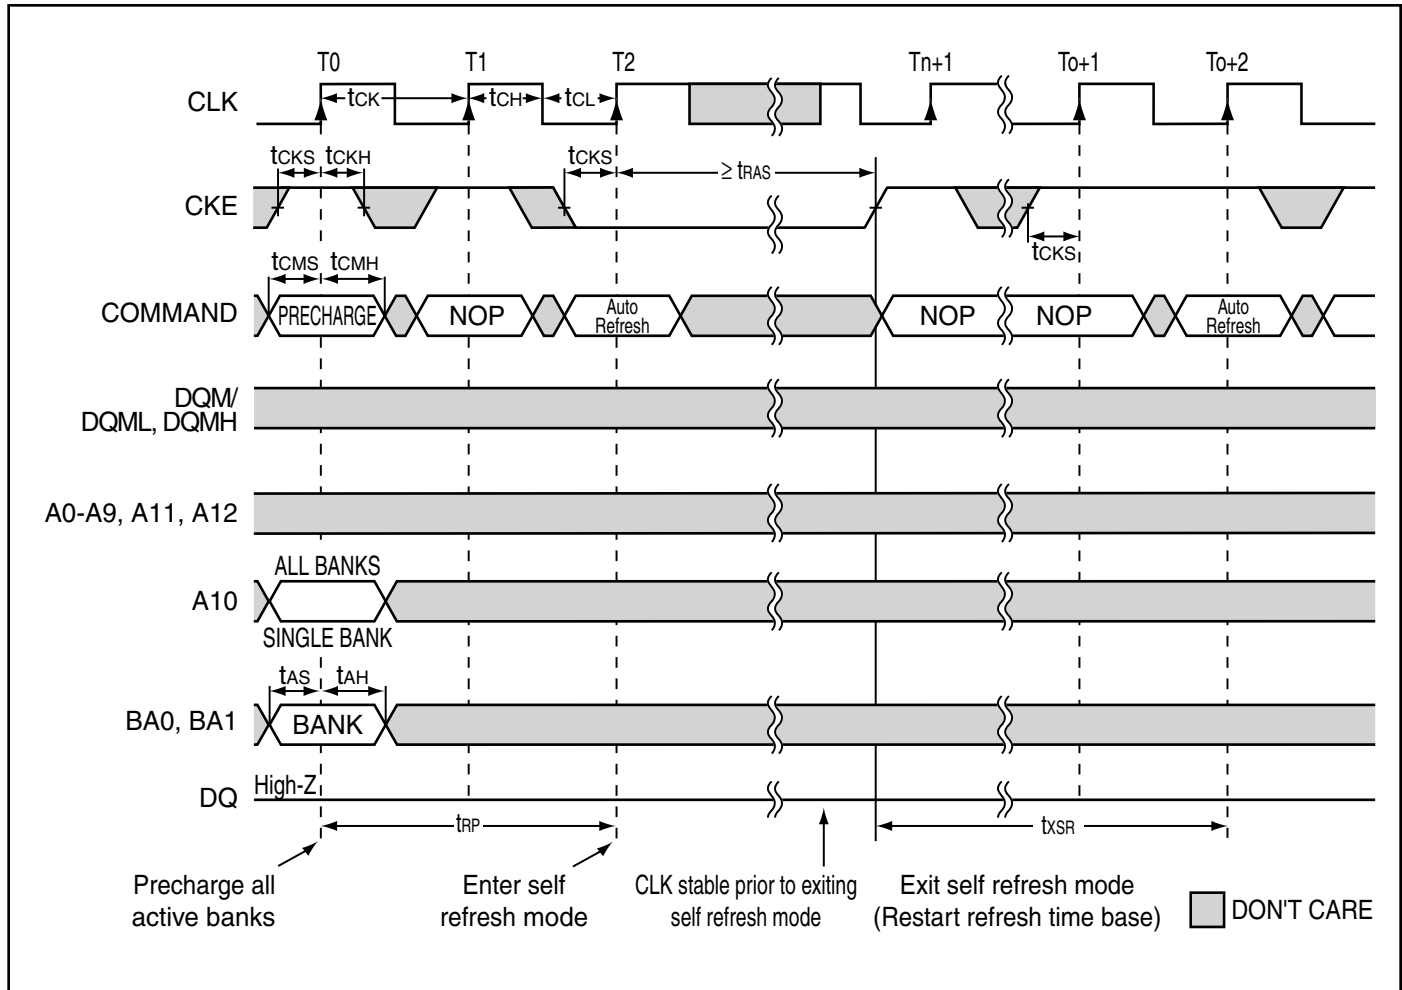 T0 T1 T2 Tn+1 To+1 To+2
CLK tCK tCH tCL
tCKS tCKH tCKS ≥ tRAS
CKE
tCKS
tCMS tCMH
COMMAND PRECHARGE NOP Auto Refresh NOP NOP Auto Refresh
DQM/
DQML, DQMH
A0-A9, A11, A12
ALL BANKS
A10
SINGLE BANK
tAS tAH
BA0, BA1 BANK
DQ High-Z
tRP tXSR
Precharge all
active banks
Enter self
refresh mode
CLK stable prior to exiting
self refresh mode
Exit self refresh mode
(Restart refresh time base)
DON'T CARE